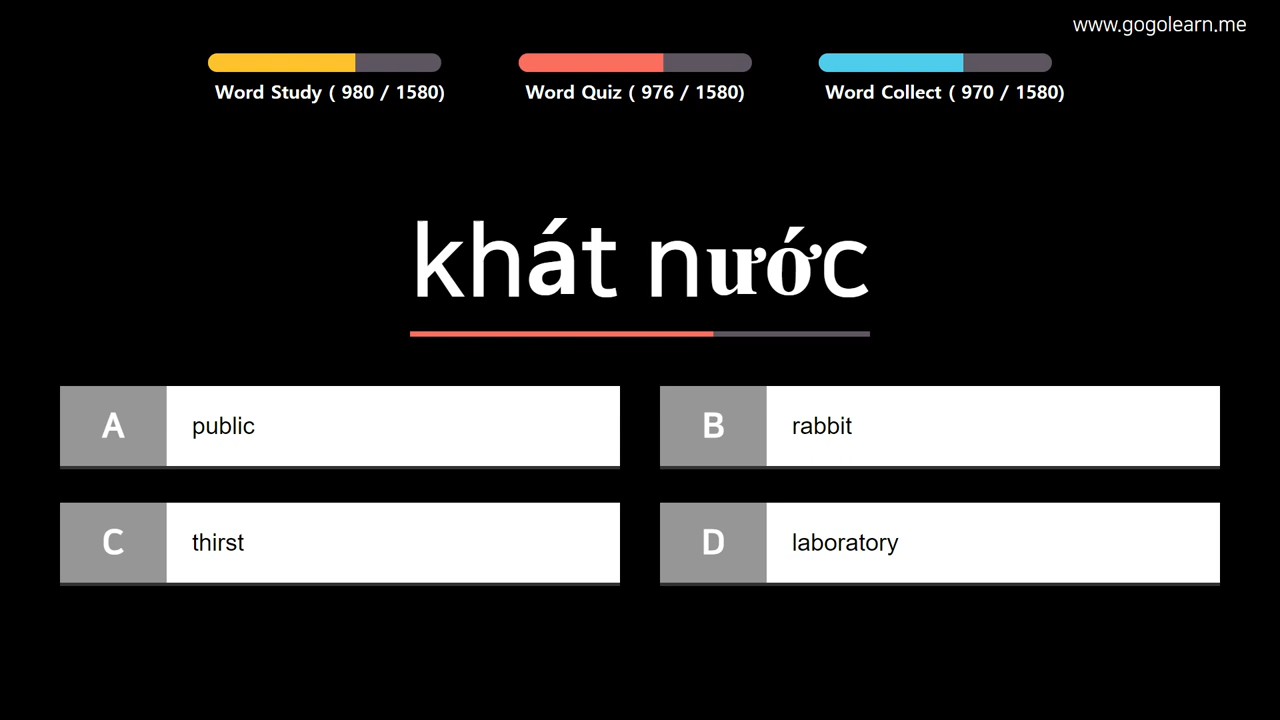 www.gogolearn.me
Word Study ( 980 / 1580)
Word Quiz ( 976 / 1580)
Word Collect ( 970 / 1580)
khát nước
A public
B rabbit
C thirst
D laboratory